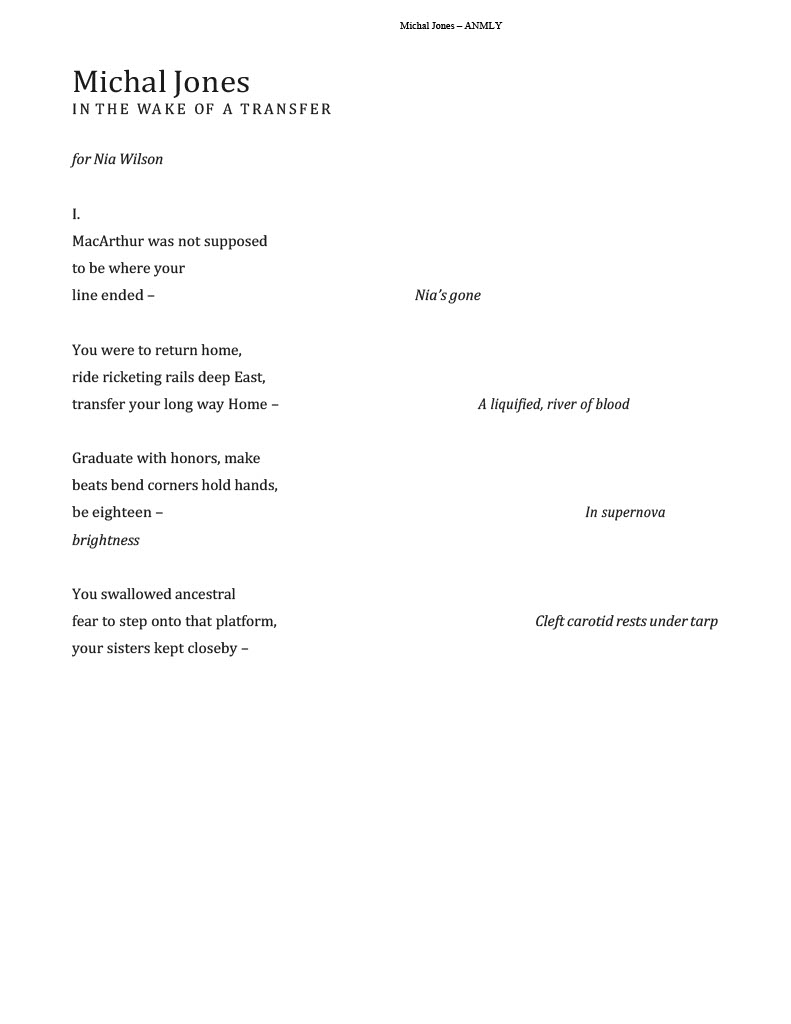 Michal Jones – ANMLY
Michal Jones
IN THE WAKE OF A TRANSFER
for Nia Wilson
I.
MacArthur was not supposed
to be where your
line ended – Nia’s gone
You were to return home,
ride ricketing rails deep East,
transfer your long way Home – A liquified, river of blood
Graduate with honors, make
beats bend corners hold hands,
be eighteen – In supernova
brightness
You swallowed ancestral
fear to step onto that platform, Cleft carotid rests under tarp
your sisters kept closeby –